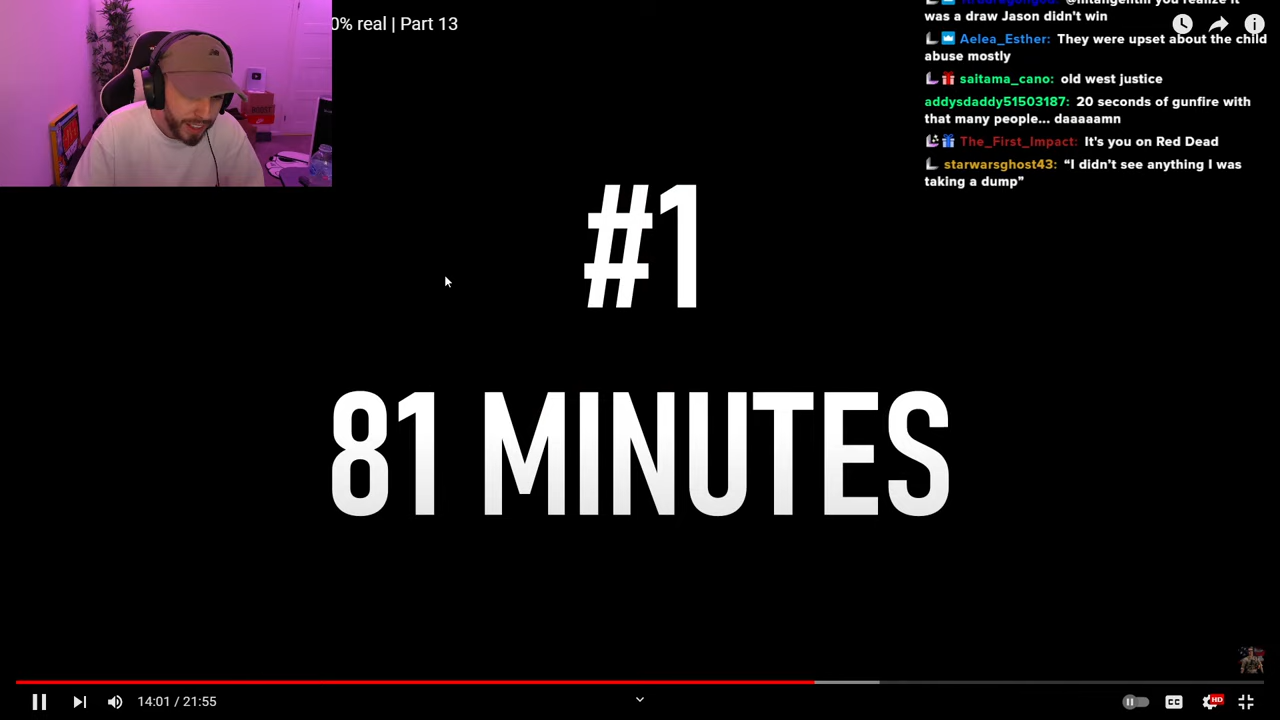 0% real | Part 13
was a draw Jason didn't win
Aelea_Esther: They were upset about the child
abuse mostly
saitama_cano: old west justice
addysdaddy51503187: 20 seconds of gunfire with
that many people... daaaaamn
The_First_Impact: It's you on Red Dead
starwarsghost43: “I didn’t see anything I was
taking a dump”
#1
81 MINUTES
14:01 / 21:55
CC
HD